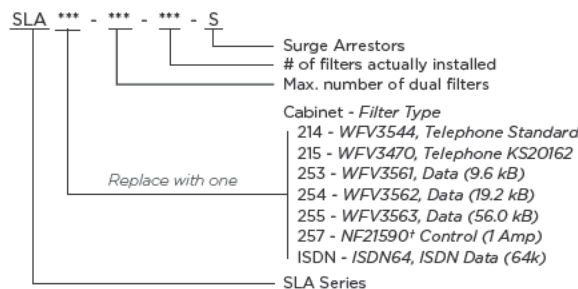 SLA *** - *** - *** - S
Surge Arrestors
# of filters actually installed
Max. number of dual filters
Cabinet - Filter Type
214 - WFV3544, Telephone Standard
215 - WFV3470, Telephone KS20162
253 - WFV3561, Data (9.6 kB)
Replace with one
254 - WFV3562, Data (19.2 kB)
255 - WFV3563, Data (56.0 kB)
257 - NF21590† Control (1 Amp)
ISDN - ISDN64, ISDN Data (64k)
SLA Series